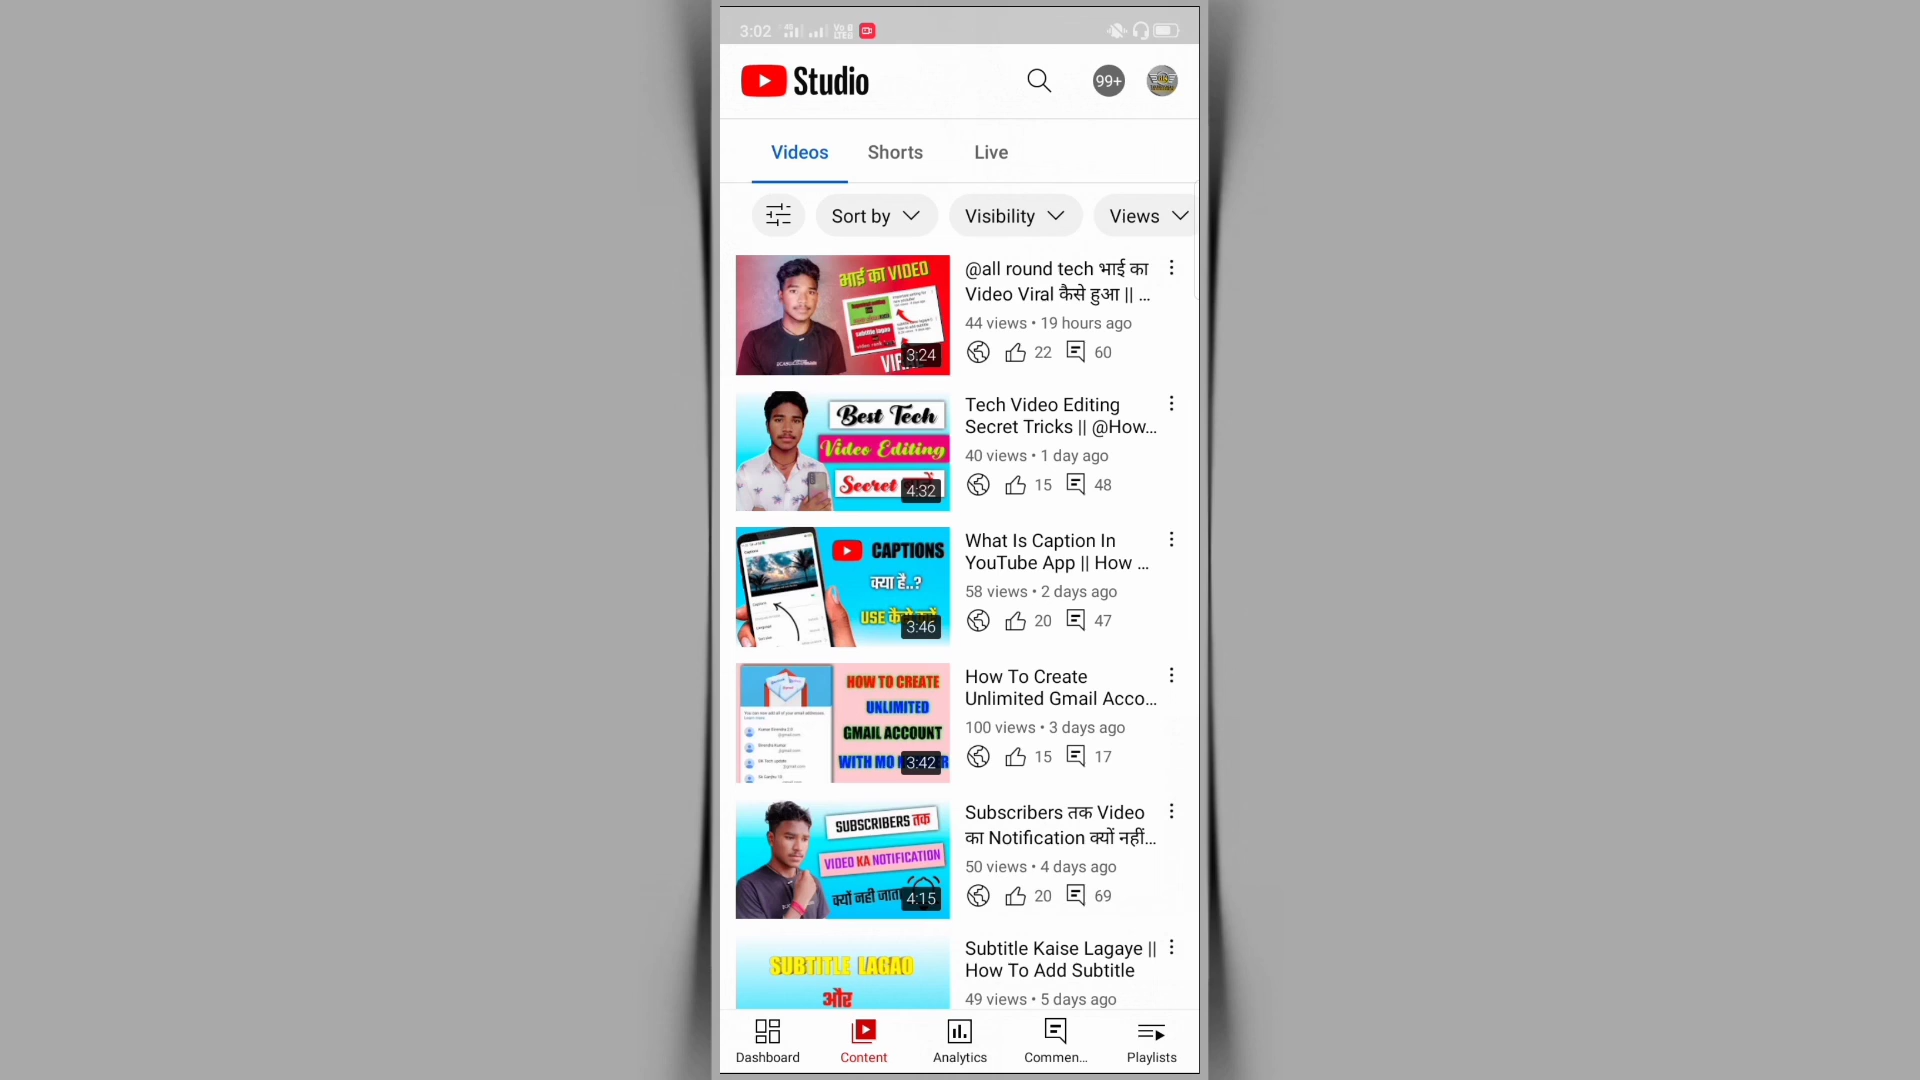 3:02
Studio
99+
Videos Shorts Live
Sort by Visibility Views
भाई का VIDEO
3:24
@all round tech भाई का
Video Viral कैसे हुआ || ...
44 views • 19 hours ago
22 60
Best Tech
Video Editing
Secret
4:32
Tech Video Editing
Secret Tricks || @How...
40 views • 1 day ago
15 48
CAPTIONS
क्या है..?
USE कैसे करें
3:46
What Is Caption In
YouTube App || How ...
58 views • 2 days ago
20 47
HOW TO CREATE
UNLIMITED
GMAIL ACCOUNT
WITH MO
3:42
How To Create
Unlimited Gmail Acco...
100 views • 3 days ago
15 17
SUBSCRIBERS तक
VIDEO KA NOTIFICATION
क्यों नही जाता
4:15
Subscribers तक Video
का Notification क्यों नहीं...
50 views • 4 days ago
20 69
SUBTITLE LAGAO
और
Subtitle Kaise Lagaye ||
How To Add Subtitle
49 views • 5 days ago
Dashboard Content Analytics Commen... Playlists